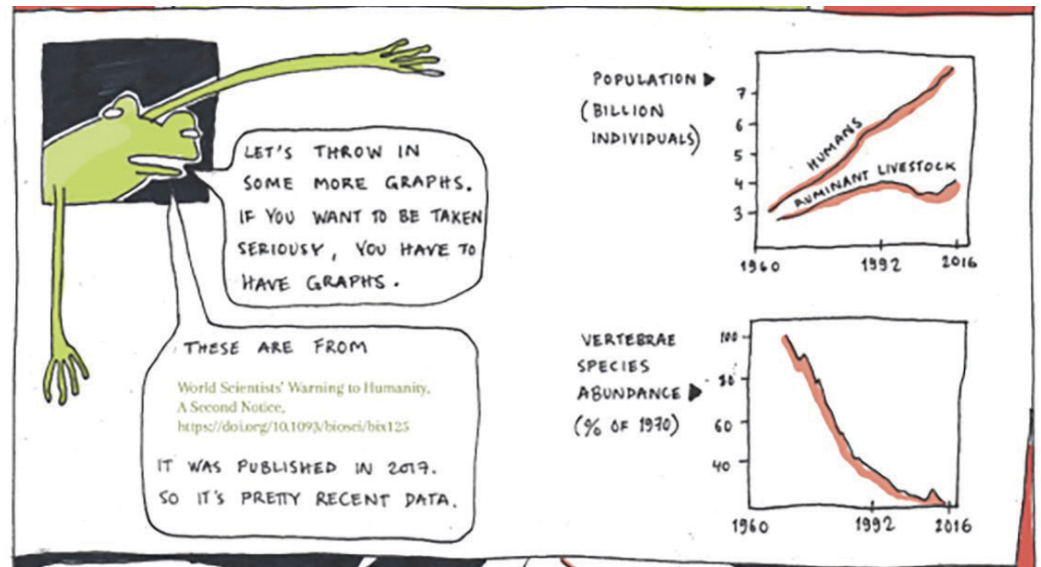 LET'S THROW IN
SOME MORE GRAPHS.
IF YOU WANT TO BE TAKEN
SERIOUSY, YOU HAVE TO
HAVE GRAPHS.
THESE ARE FROM
World Scientists' Warning to Humanity,
A Second Notice,
https://doi.org/10.1093/biosci/bix125
IT WAS PUBLISHED IN 2017.
SO IT'S PRETTY RECENT DATA.
POPULATION
(BILLION
INDIVIDUALS)
7
6
5
4
3
HUMANS
RUMINANT LIVESTOCK
1960 1992 2016
VERTEBRAE
SPECIES
ABUNDANCE
(% OF 1970)
100
80
60
40
1960 1992 2016